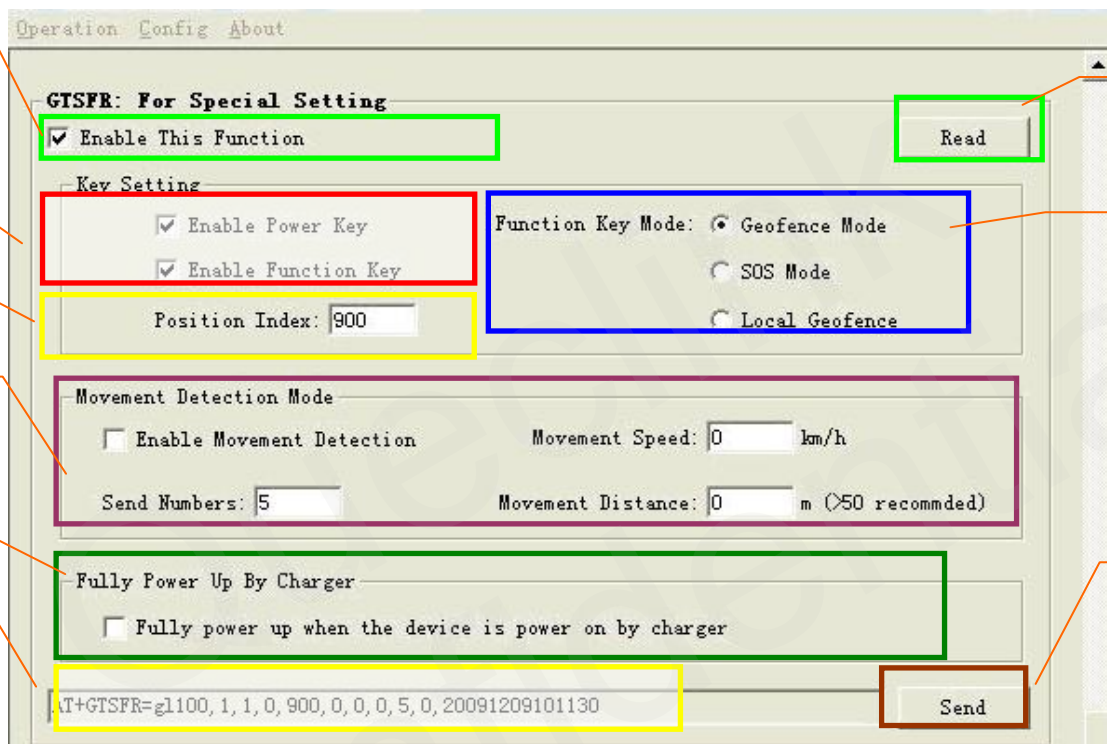 Operation Config About
GTSFR: For Special Setting
Enable This Function
Read
Key Setting
Enable Power Key
Function Key Mode: Geofence Mode
Enable Function Key
SOS Mode
Position Index: 900
Local Geofence
Movement Detection Mode
Enable Movement Detection
Movement Speed: 0 km/h
Send Numbers: 5
Movement Distance: 0 m (>50 recommded)
Fully Power Up By Charger
Fully power up when the device is power on by charger
AT+GTSFR=gl100,1,1,0,900,0,0,0,5,0,20091209101130
Send